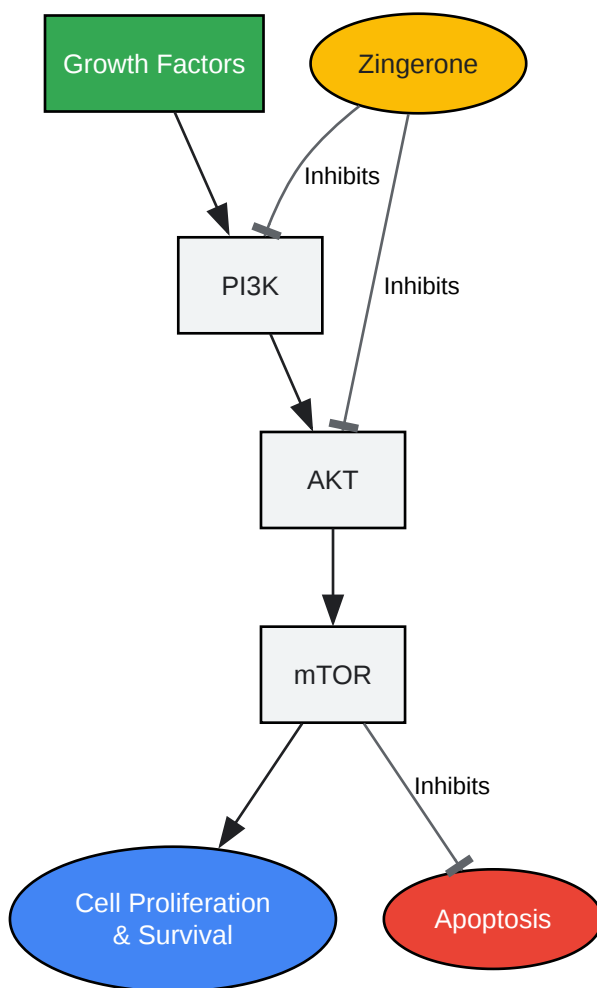 Growth Factors
Zingerone
Inhibits
PI3K
Inhibits
AKT
mTOR
Inhibits
Cell Proliferation
& Survival
Apoptosis